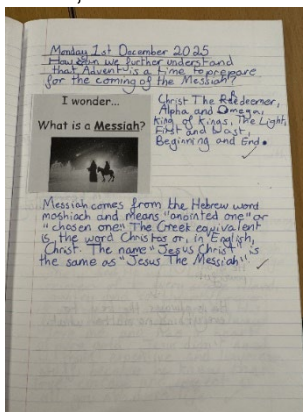 Monday 1st December 2025
How can we further understand
that Advent is a time to prepare
for the coming of the Messiah?
I wonder...
What is a Messiah?
Christ The Redeemer,
Alpha and Omega,
King of Kings, The Light,
First and Last,
Beginning and End.
Messiah comes from the Hebrew word
moshiach and means "anointed one" or
"chosen one" The Greek equivalent
is the word Christos or, in English,
Christ. The name "Jesus Christ" is
the same as "Jesus The Messiah"